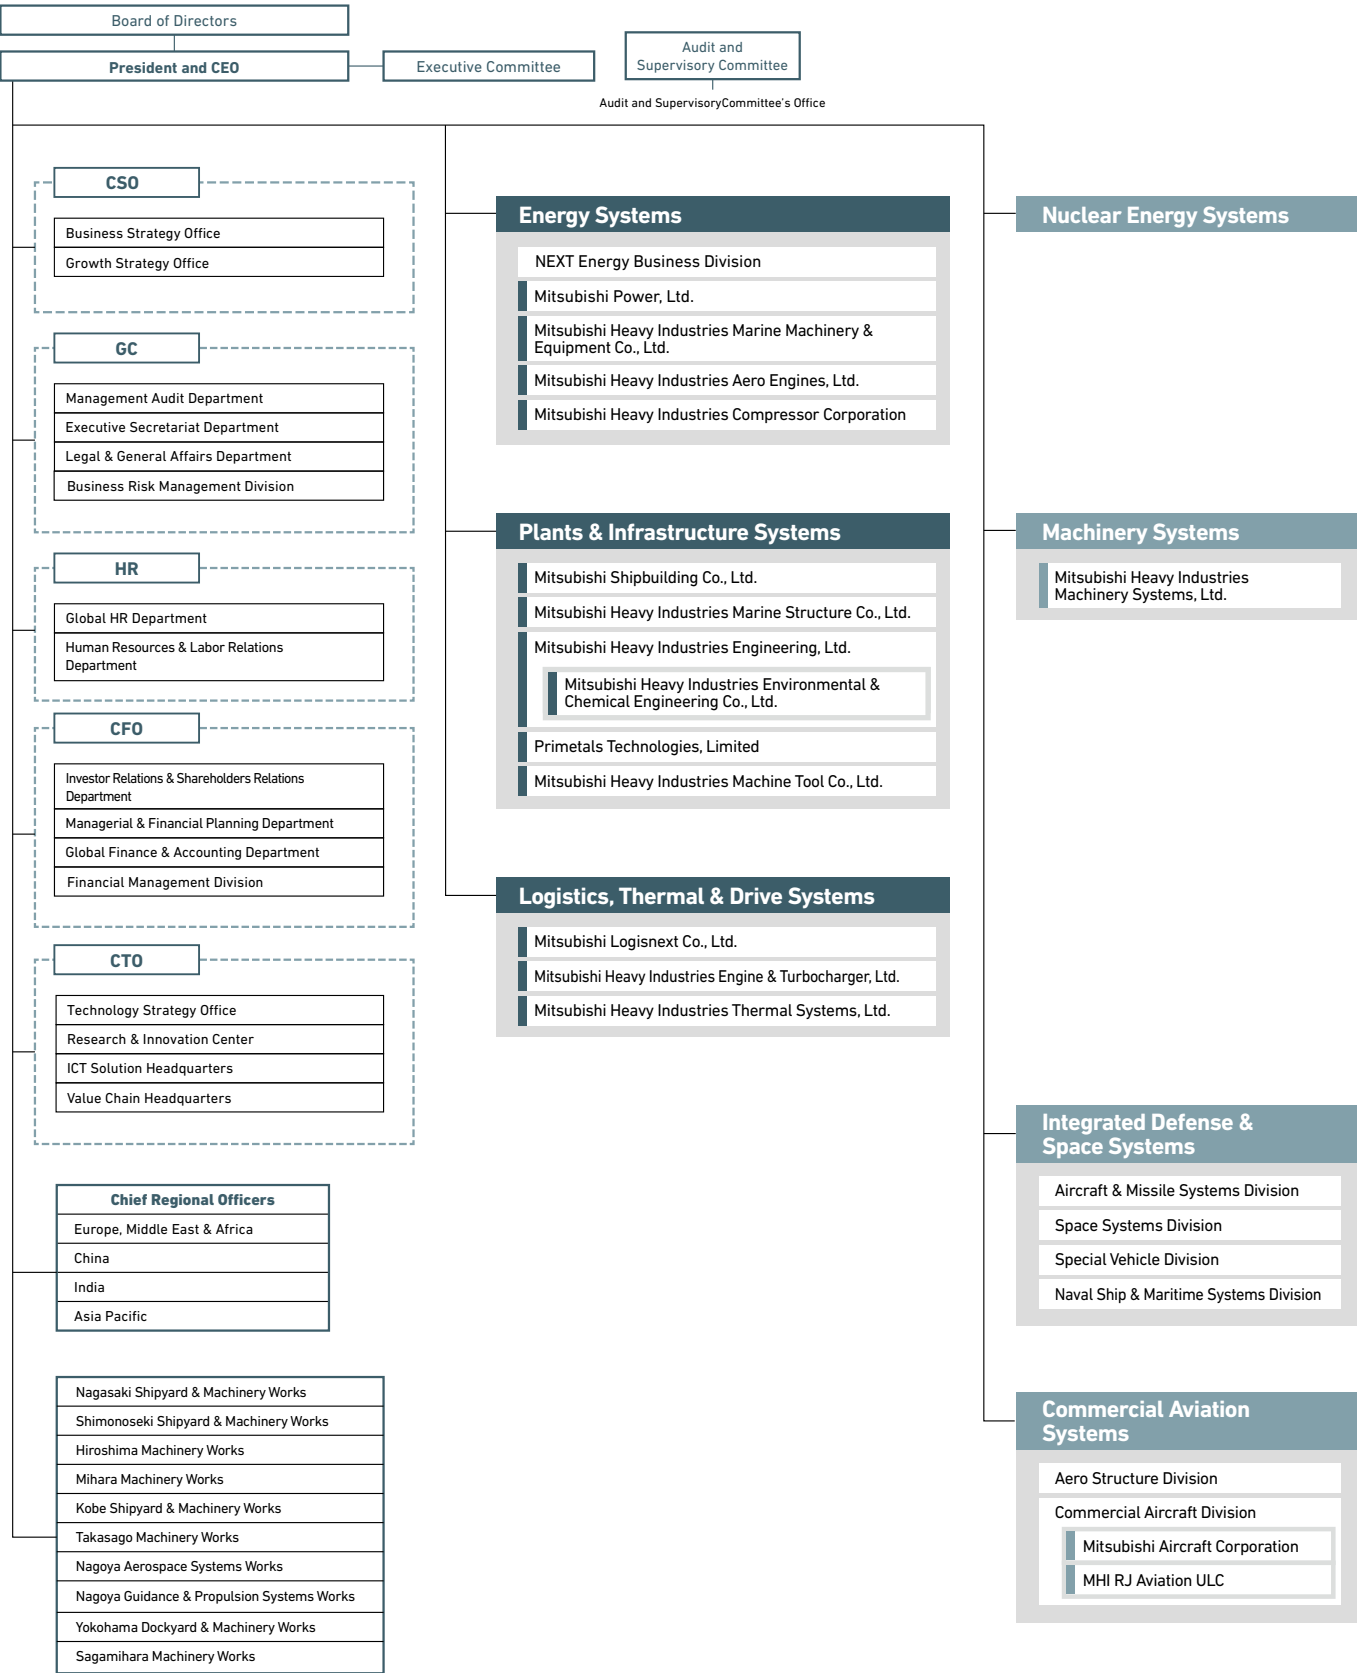 Board of Directors
President and CEO
Executive Committee
Audit and
Supervisory Committee
Audit and SupervisoryCommittee's Office
CSO
Business Strategy Office
Growth Strategy Office
GC
Management Audit Department
Executive Secretariat Department
Legal & General Affairs Department
Business Risk Management Division
HR
Global HR Department
Human Resources & Labor Relations
Department
CFO
Investor Relations & Shareholders Relations
Department
Managerial & Financial Planning Department
Global Finance & Accounting Department
Financial Management Division
CTO
Technology Strategy Office
Research & Innovation Center
ICT Solution Headquarters
Value Chain Headquarters
Chief Regional Officers
Europe, Middle East & Africa
China
India
Asia Pacific
Nagasaki Shipyard & Machinery Works
Shimonoseki Shipyard & Machinery Works
Hiroshima Machinery Works
Mihara Machinery Works
Kobe Shipyard & Machinery Works
Takasago Machinery Works
Nagoya Aerospace Systems Works
Nagoya Guidance & Propulsion Systems Works
Yokohama Dockyard & Machinery Works
Sagamihara Machinery Works
Energy Systems
NEXT Energy Business Division
Mitsubishi Power, Ltd.
Mitsubishi Heavy Industries Marine Machinery &
Equipment Co., Ltd.
Mitsubishi Heavy Industries Aero Engines, Ltd.
Mitsubishi Heavy Industries Compressor Corporation
Plants & Infrastructure Systems
Mitsubishi Shipbuilding Co., Ltd.
Mitsubishi Heavy Industries Marine Structure Co., Ltd.
Mitsubishi Heavy Industries Engineering, Ltd.
Mitsubishi Heavy Industries Environmental &
Chemical Engineering Co., Ltd.
Primetals Technologies, Limited
Mitsubishi Heavy Industries Machine Tool Co., Ltd.
Logistics, Thermal & Drive Systems
Mitsubishi Logisnext Co., Ltd.
Mitsubishi Heavy Industries Engine & Turbocharger, Ltd.
Mitsubishi Heavy Industries Thermal Systems, Ltd.
Nuclear Energy Systems
Machinery Systems
Mitsubishi Heavy Industries
Machinery Systems, Ltd.
Integrated Defense &
Space Systems
Aircraft & Missile Systems Division
Space Systems Division
Special Vehicle Division
Naval Ship & Maritime Systems Division
Commercial Aviation
Systems
Aero Structure Division
Commercial Aircraft Division
Mitsubishi Aircraft Corporation
MHI RJ Aviation ULC